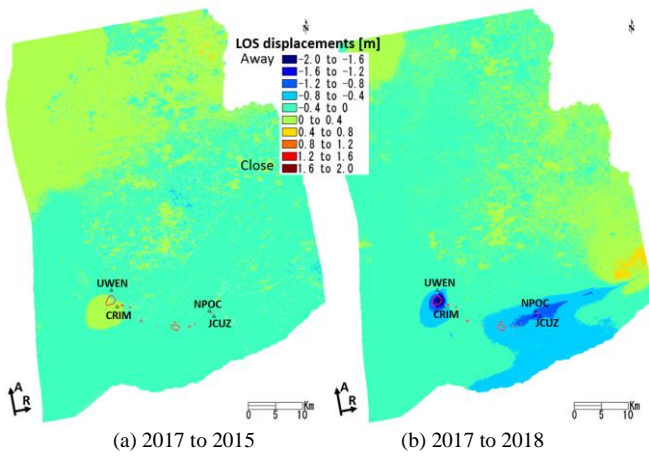 N
N
LOS displacements [m]
Away
-2.0 to -1.6
-1.6 to -1.2
-1.2 to -0.8
-0.8 to -0.4
-0.4 to 0
0 to 0.4
0.4 to 0.8
0.8 to 1.2
Close
1.2 to 1.6
1.6 to 2.0
UWEN
CRIM
NPOC
JCUZ
A
R
Km
0 5 10
UWEN
CRIM
NPOC
JCUZ
A
R
Km
0 5 10
(a) 2017 to 2015
(b) 2017 to 2018